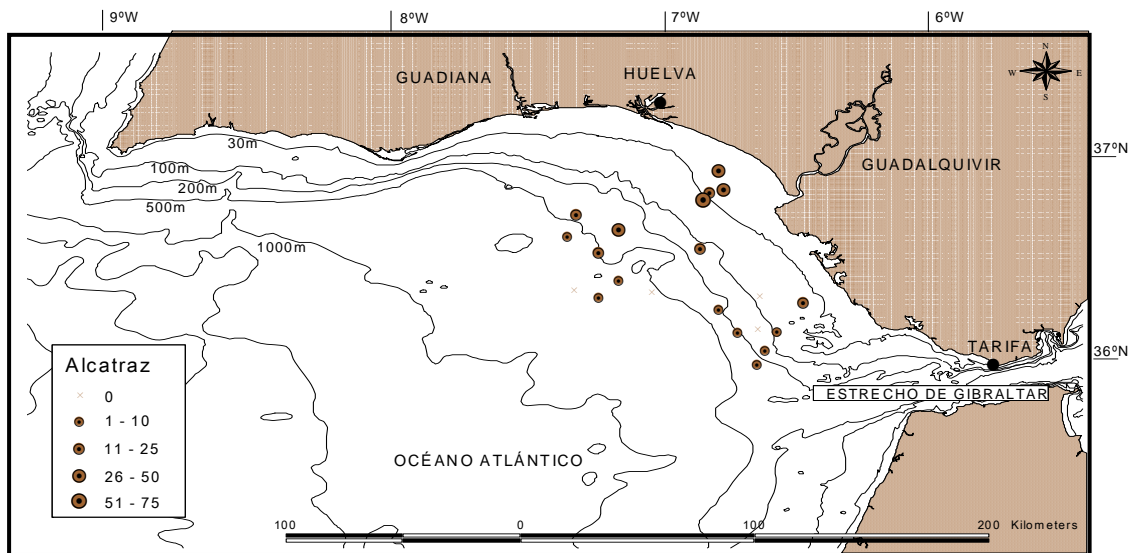 9ºW 8ºW 7ºW 6ºW
N
W E
S
GUADIANA
HUELVA
30m
37ºN
GUADALQUIVIR
100m
200m
500m
1000m
TARIFA
36ºN
Alcatraz
0
1 - 10
11 - 25
26 - 50
51 - 75
ESTRECHO DE GIBRALTAR
OCÉANO ATLÁNTICO
100 0 100 200 Kilometers